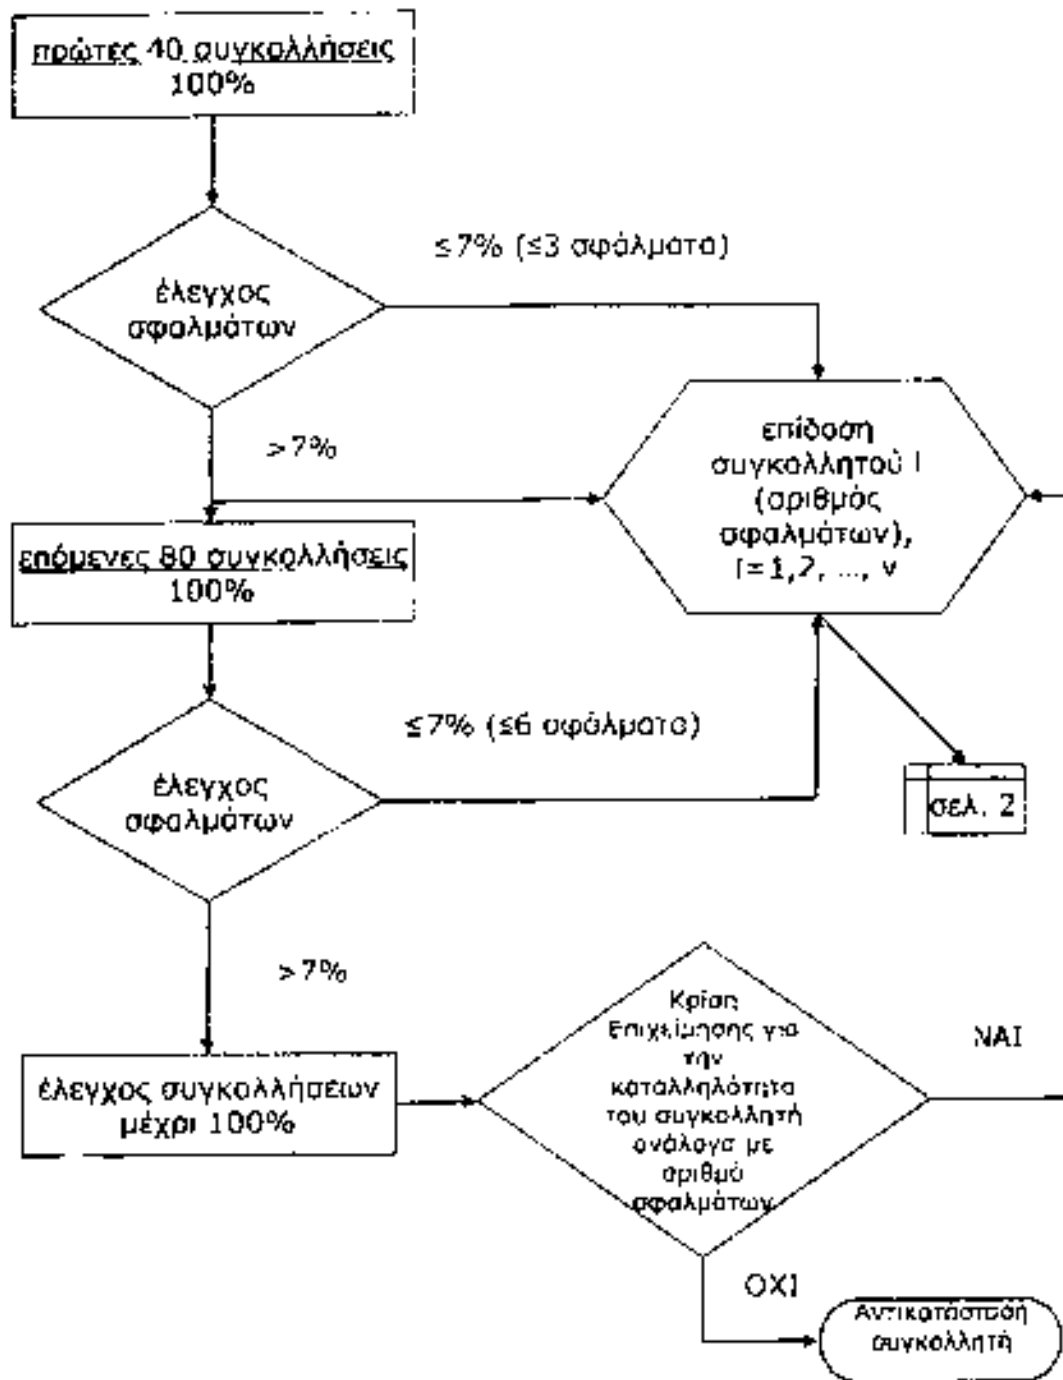 πρώτες 40 συγκολλήσεις
100%
≤7% (≤3 σφάλματα)
έλεγχος
σφαλμάτων
>7%
επίδοση
συγκολλητού i
(αριθμός
σφαλμάτων),
i=1,2, ..., ν
επόμενες 80 συγκολλήσεις
100%
≤7% (≤6 σφάλματα)
έλεγχος
σφαλμάτων
σελ. 2
>7%
Κρίση
Επιχείρησης για
την
καταλληλότητα
του συγκολλητή
ανάλογα με
αριθμό
σφαλμάτων
ΝΑΙ
έλεγχος συγκολλήσεων
μέχρι 100%
ΟΧΙ
Αντικατάσταση
συγκολλητή